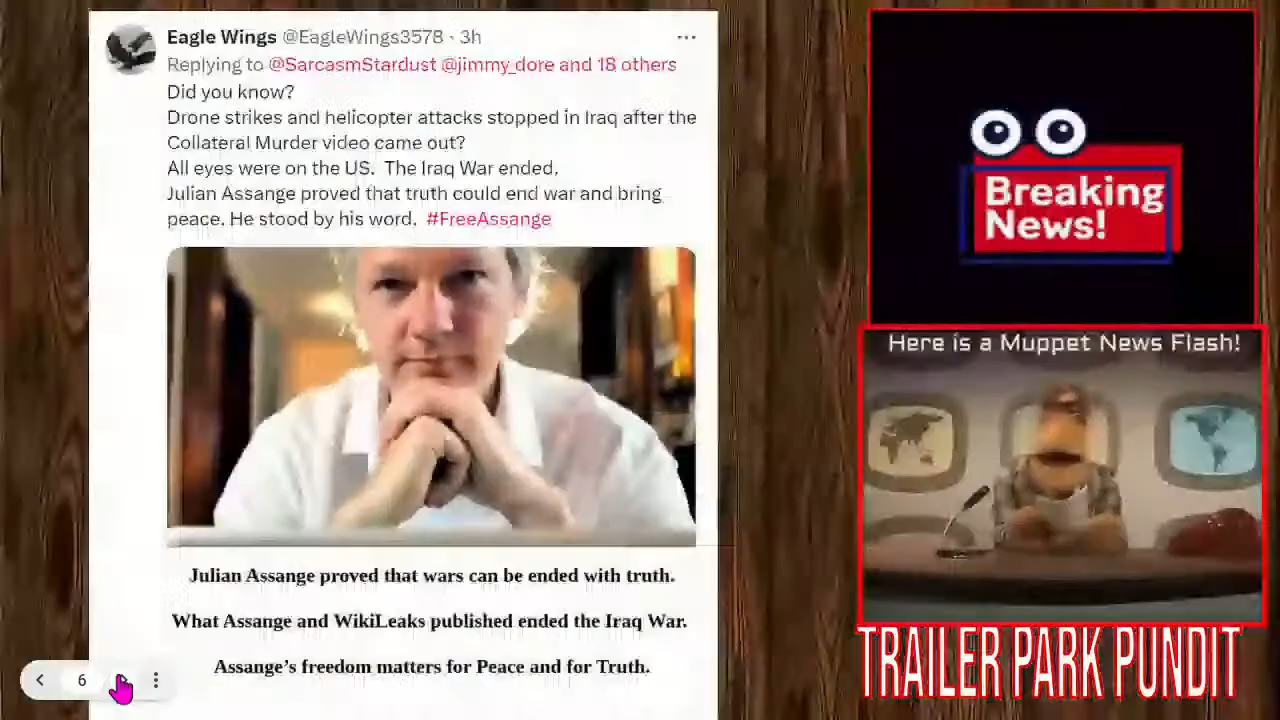 Eagle Wings @EagleWings3578 · 3h
Replying to @SarcasmStardust @jimmy_dore and 18 others
Did you know?
Drone strikes and helicopter attacks stopped in Iraq after the
Collateral Murder video came out?
All eyes were on the US.  The Iraq War ended.
Julian Assange proved that truth could end war and bring
peace. He stood by his word.  #FreeAssange
Julian Assange proved that wars can be ended with truth.
What Assange and WikiLeaks published ended the Iraq War.
Assange’s freedom matters for Peace and for Truth.
6
Breaking
News!
Here is a Muppet News Flash!
TRAILER PARK PUNDIT